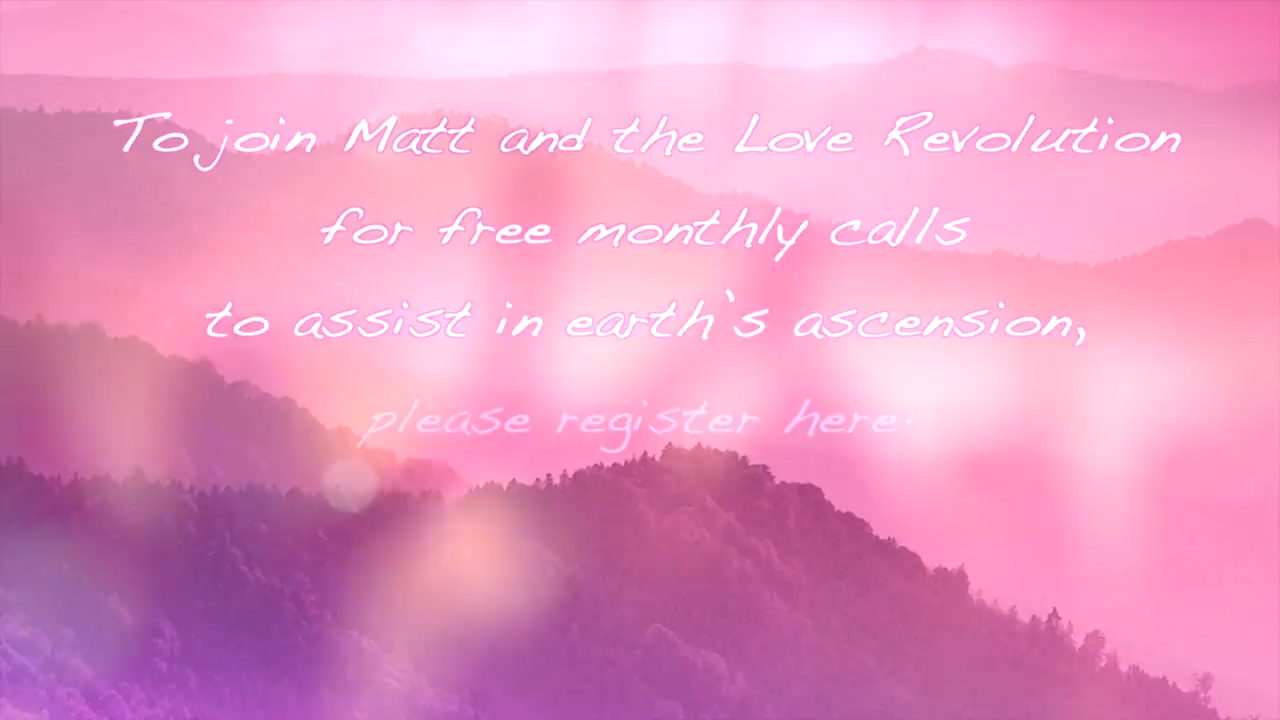 To join Matt and the Love Revolution
for free monthly calls
to assist in earth's ascension,
please register here: